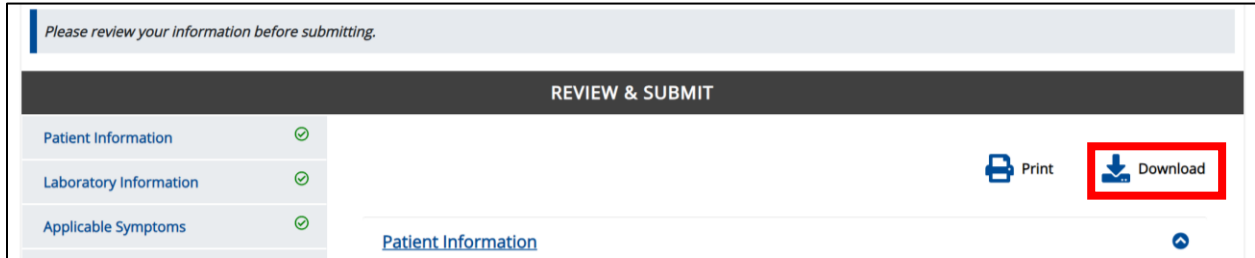 Please review your information before submitting.
REVIEW & SUBMIT
Patient Information
Laboratory Information
Applicable Symptoms
Print
Download
Patient Information